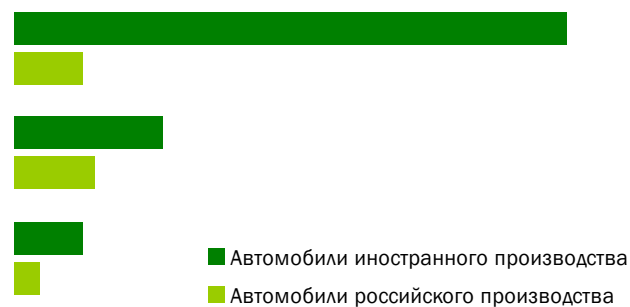 Автомобили иностранного производства
Автомобили российского производства